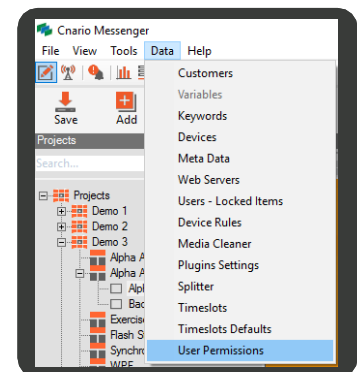 Cnario Messenger
File View Tools Data Help
Save Add
Projects
Search...
Projects
Demo 1
Demo 2
Demo 3
Alpha A
Alpha A
Exercise
Customers
Variables
Keywords
Devices
Meta Data
Web Servers
Users - Locked Items
Device Rules
Media Cleaner
Plugins Settings
Splitter
Timeslots
Timeslots Defaults
User Permissions